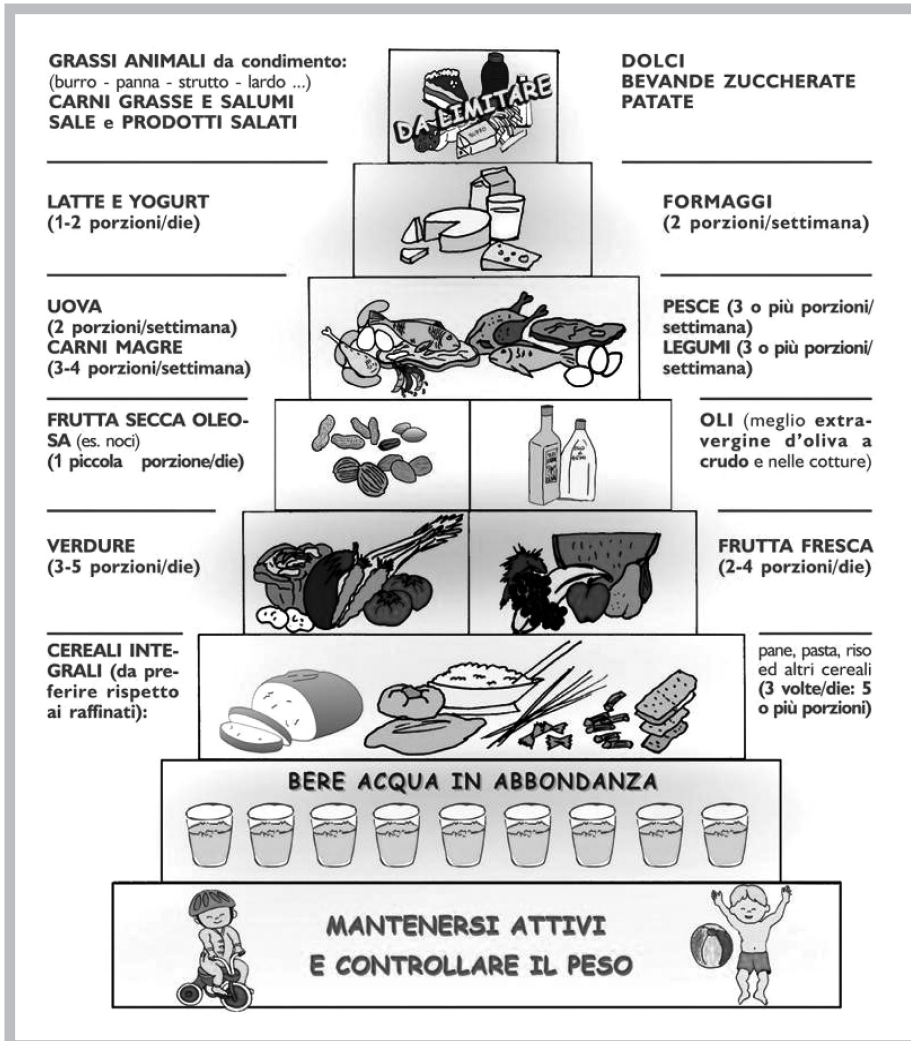 GRASSI ANIMALI da condimento:
(burro - panna - strutto - lardo ...)
CARNI GRASSE E SALUMI
SALE e PRODOTTI SALATI
DOLCI
BEVANDE ZUCCHERATE
PATATE
DA LIMITARE
BURRO
LATTE E YOGURT
(1-2 porzioni/die)
FORMAGGI
(2 porzioni/settimana)
UOVA
(2 porzioni/settimana)
CARNI MAGRE
(3-4 porzioni/settimana)
PESCE (3 o più porzioni/
settimana)
LEGUMI (3 o più porzioni/
settimana)
FRUTTA SECCA OLEO-
SA (es. noci)
(1 piccola porzione/die)
OLI (meglio extra-
vergine d’oliva a
crudo e nelle cotture)
VERDURE
(3-5 porzioni/die)
FRUTTA FRESCA
(2-4 porzioni/die)
CEREALI INTE-
GRALI (da pre-
ferire rispetto
ai raffinati):
pane, pasta, riso
ed altri cereali
(3 volte/die: 5
o più porzioni)
BERE ACQUA IN ABBONDANZA
MANTENERSI ATTIVI
E CONTROLLARE IL PESO